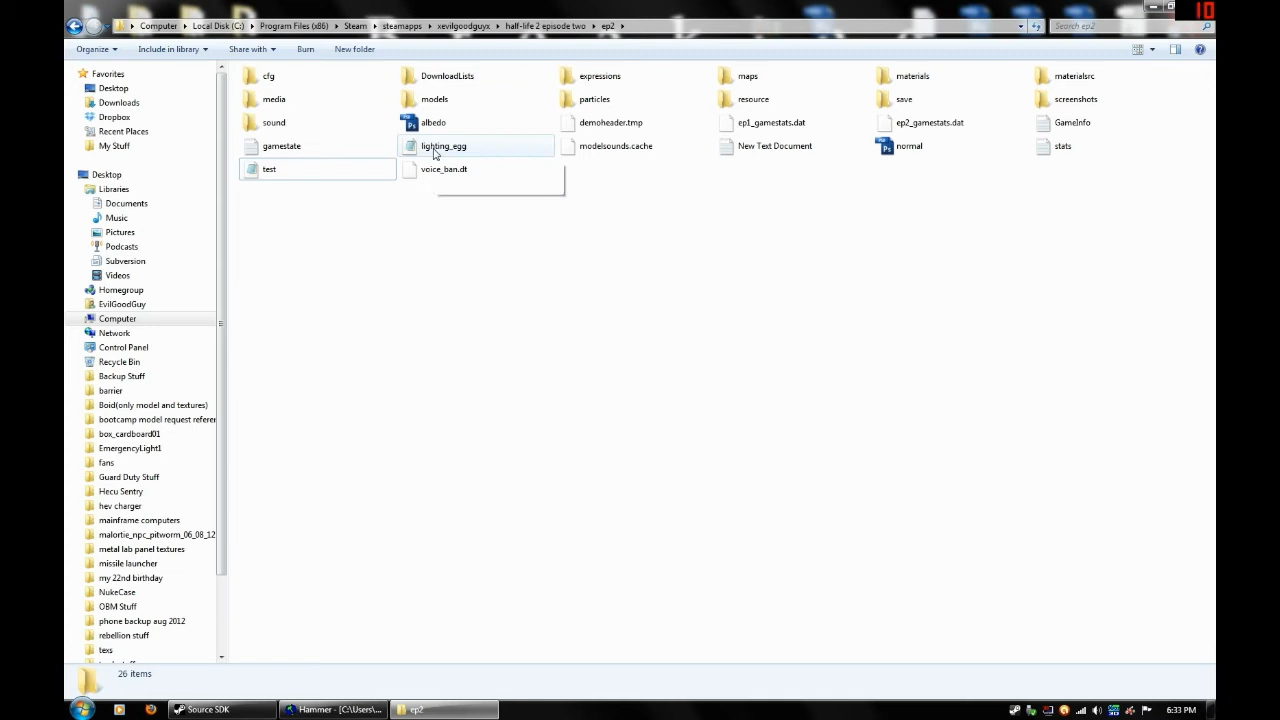 10
Computer Local Disk (C:) Program Files (x86) Steam steamapps xevilgoodguyx half-life 2 episode two ep2 Search ep2
Organize Include in library Share with Burn New folder
Favorites
Desktop
Downloads
Dropbox
Recent Places
My Stuff
Desktop
Libraries
Documents
Music
Pictures
Podcasts
Subversion
Videos
Homegroup
EvilGoodGuy
Computer
Network
Control Panel
Recycle Bin
Backup Stuff
barrier
Boid(only model and textures)
bootcamp model request refere
box_cardboard01
EmergencyLight1
fans
Guard Duty Stuff
Hecu Sentry
hev charger
mainframe computers
malortie_npc_pitworm_06_08_12
metal lab panel textures
missile launcher
my 22nd birthday
NukeCase
OBM Stuff
phone backup aug 2012
rebellion stuff
texs
cfg DownloadLists expressions maps materials materialsrc
media models particles resource save screenshots
sound albedo demoheader.tmp ep1_gamestats.dat ep2_gamestats.dat GameInfo
gamestate lighting_egg modelsounds.cache New Text Document normal stats
test voice_ban.dt
26 items
Source SDK Hammer - [C:\Users\... ep2 6:33 PM